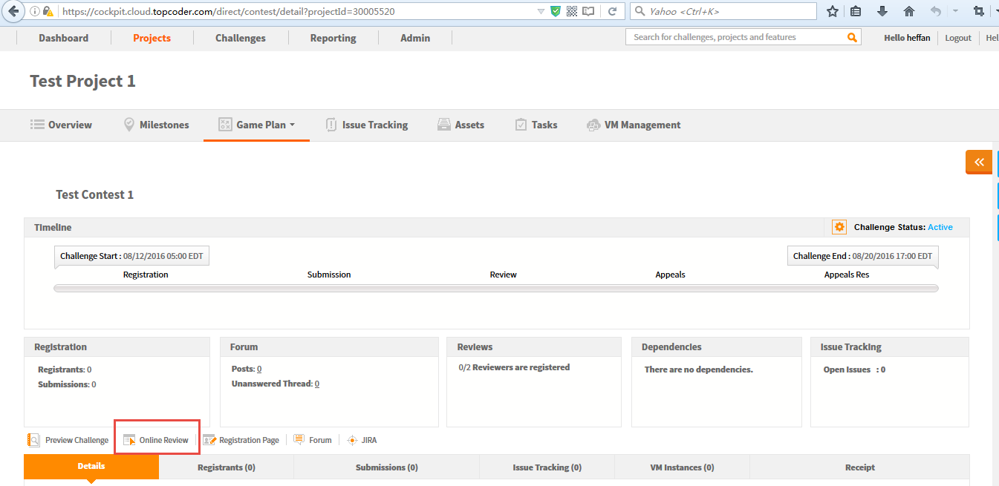 https://cockpit.cloud.topcoder.com/direct/contest/detail?projectId=30005520
Yahoo <Ctrl+K>
Dashboard Projects Challenges Reporting Admin
Search for challenges, projects and features
Hello heffan Logout Hel
Test Project 1
Overview Milestones Game Plan Issue Tracking Assets Tasks VM Management
Test Contest 1
Timeline
Challenge Status: Active
Challenge Start : 08/12/2016 05:00 EDT
Challenge End : 08/20/2016 17:00 EDT
Registration Submission Review Appeals Appeals Res
Registration Forum Reviews Dependencies Issue Tracking
Registrants: 0 Posts: 0 0/2 Reviewers are registered There are no dependencies. Open Issues : 0
Submissions: 0 Unanswered Thread: 0
Preview Challenge Online Review Registration Page Forum JIRA
Details Registrants (0) Submissions (0) Issue Tracking (0) VM Instances (0) Receipt